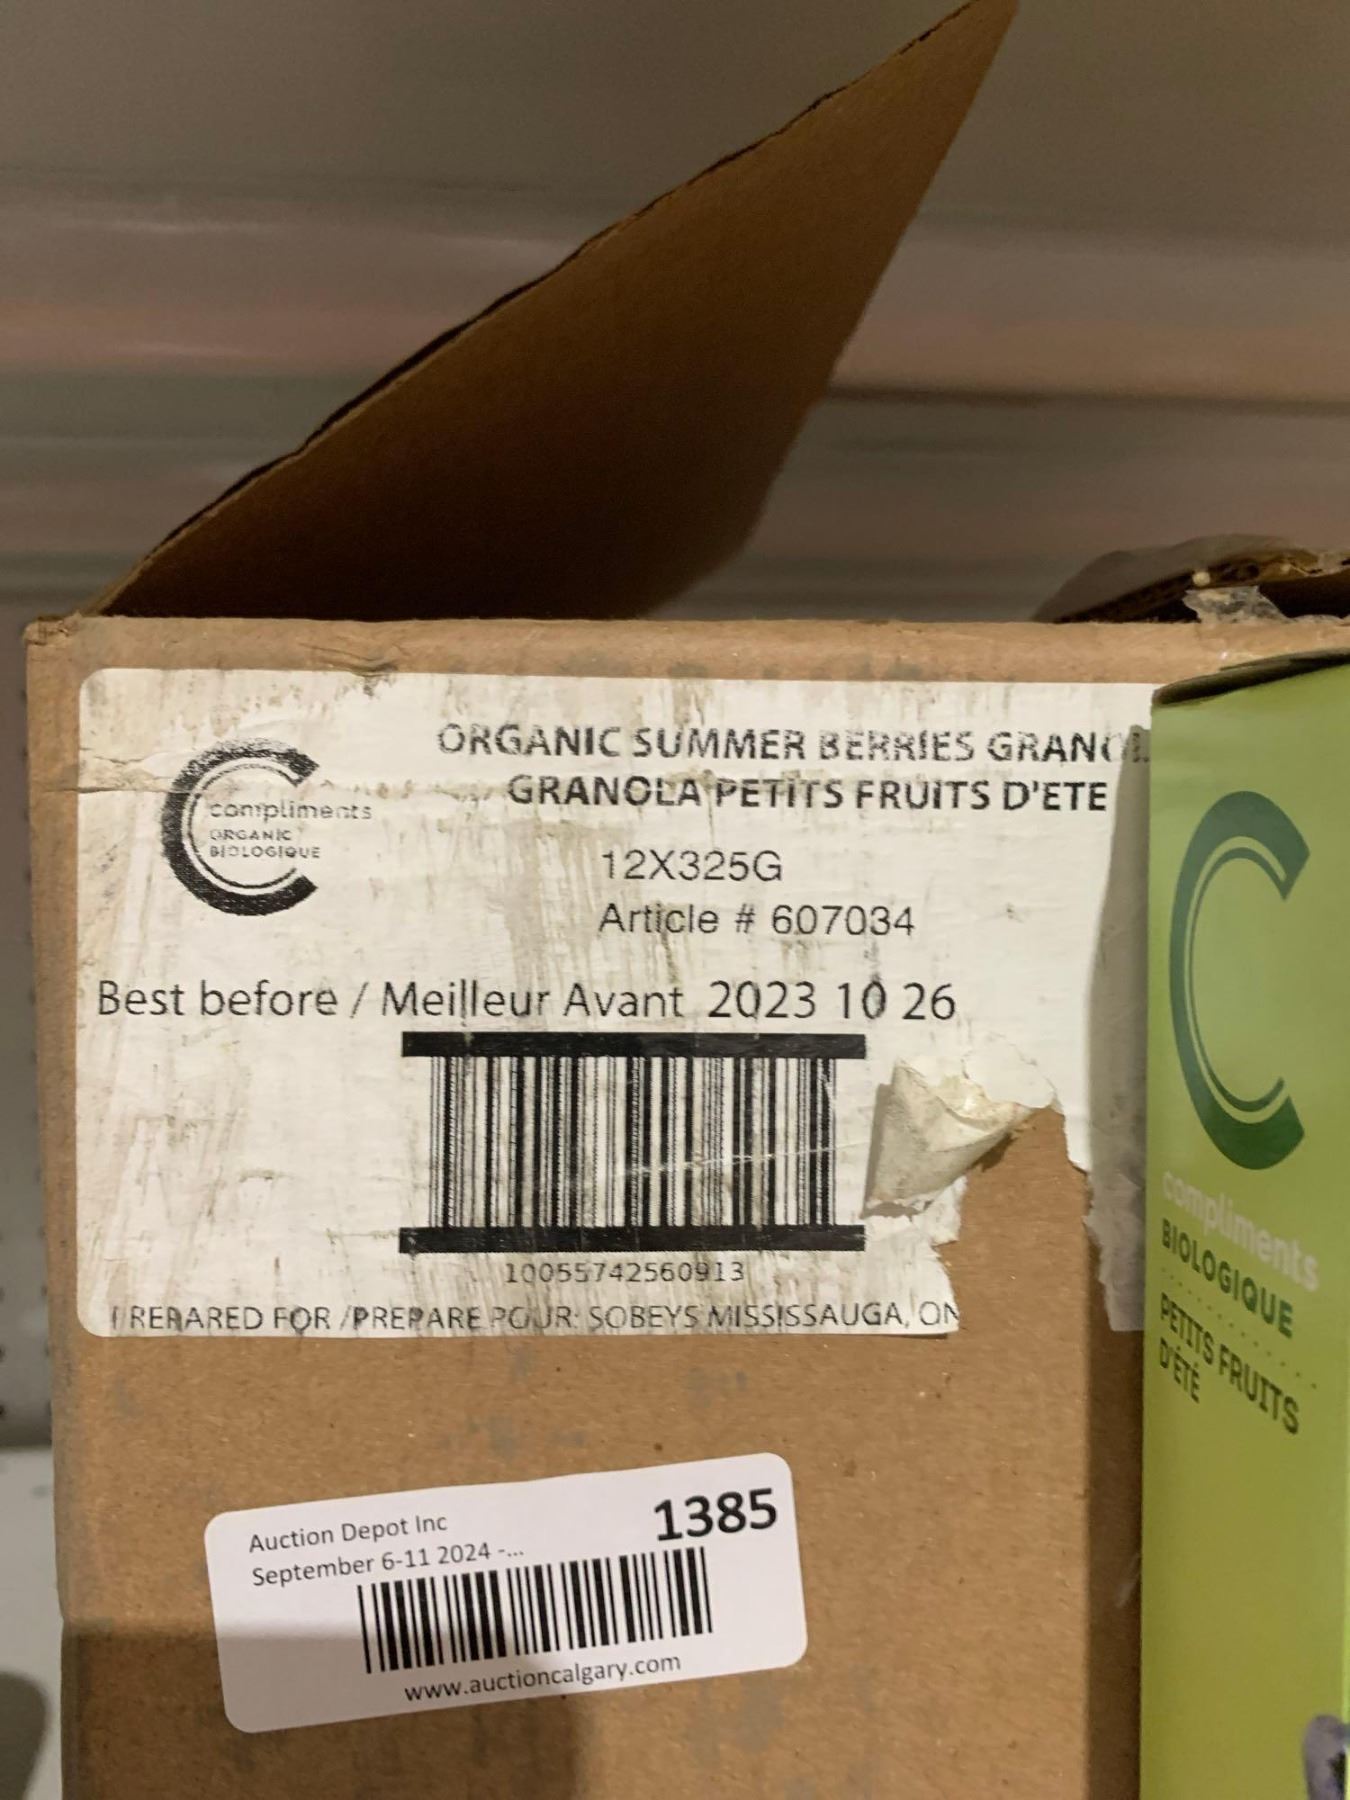 compliments
ORGANIC
BIOLOGIQUE
ORGANIC SUMMER BERRIES
GRANOLA PETITS FRUITS D'ETE
12X325G
Article # 607034
Best before / Meilleur Avant 2023 10 26
10055742560913
PREPARED FOR /PREPARE POUR: SOBEYS MISSISSAUGA, ON
Auction Depot Inc
1385
September 6-11 2024 -...
www.auctioncalgary.com
compliments
BIOLOGIQUE
PETITS FRUITS
D'ÉTÉ